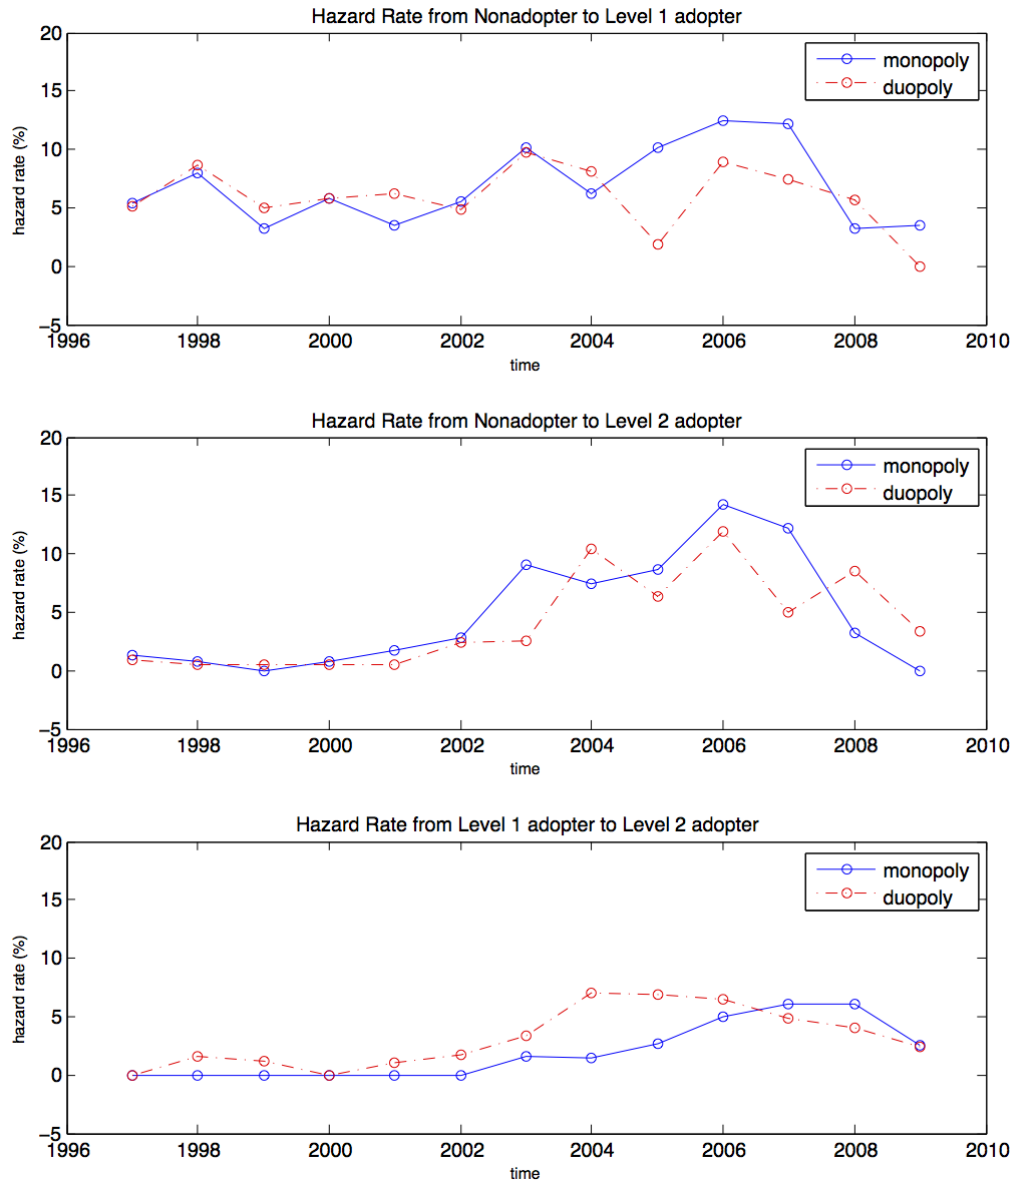 Hazard Rate from Nonadopter to Level 1 adopter
20
15
10
5
0
−5
hazard rate (%)
monopoly
duopoly
1996 1998 2000 2002 2004 2006 2008 2010
time
Hazard Rate from Nonadopter to Level 2 adopter
20
15
10
5
0
−5
hazard rate (%)
monopoly
duopoly
1996 1998 2000 2002 2004 2006 2008 2010
time
Hazard Rate from Level 1 adopter to Level 2 adopter
20
15
10
5
0
−5
hazard rate (%)
monopoly
duopoly
1996 1998 2000 2002 2004 2006 2008 2010
time